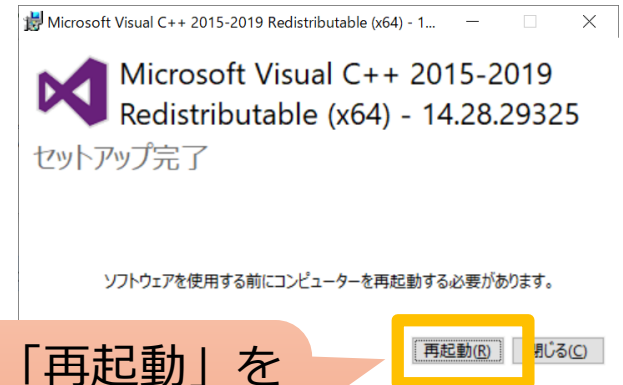 Microsoft Visual C++ 2015-2019 Redistributable (x64) - 1...
Microsoft Visual C++ 2015-2019
Redistributable (x64) - 14.28.29325
セットアップ完了
ソフトウェアを使用する前にコンピューターを再起動する必要があります。
再起動(R) 閉じる(C)
「再起動」を